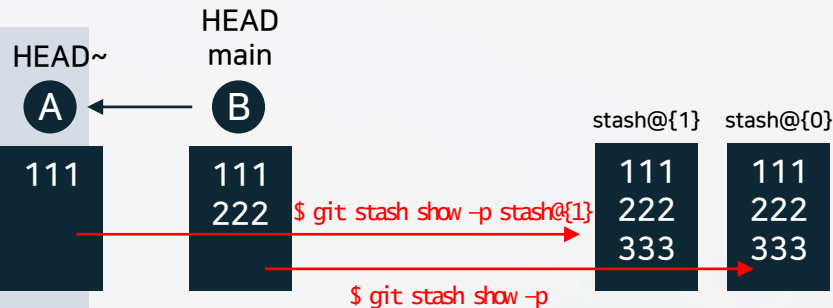 HEAD~
HEAD
main
A
B
stash@{1}
stash@{0}
111
111
222
111
222
333
111
222
333
$ git stash show –p stash@{1}
$ git stash show –p